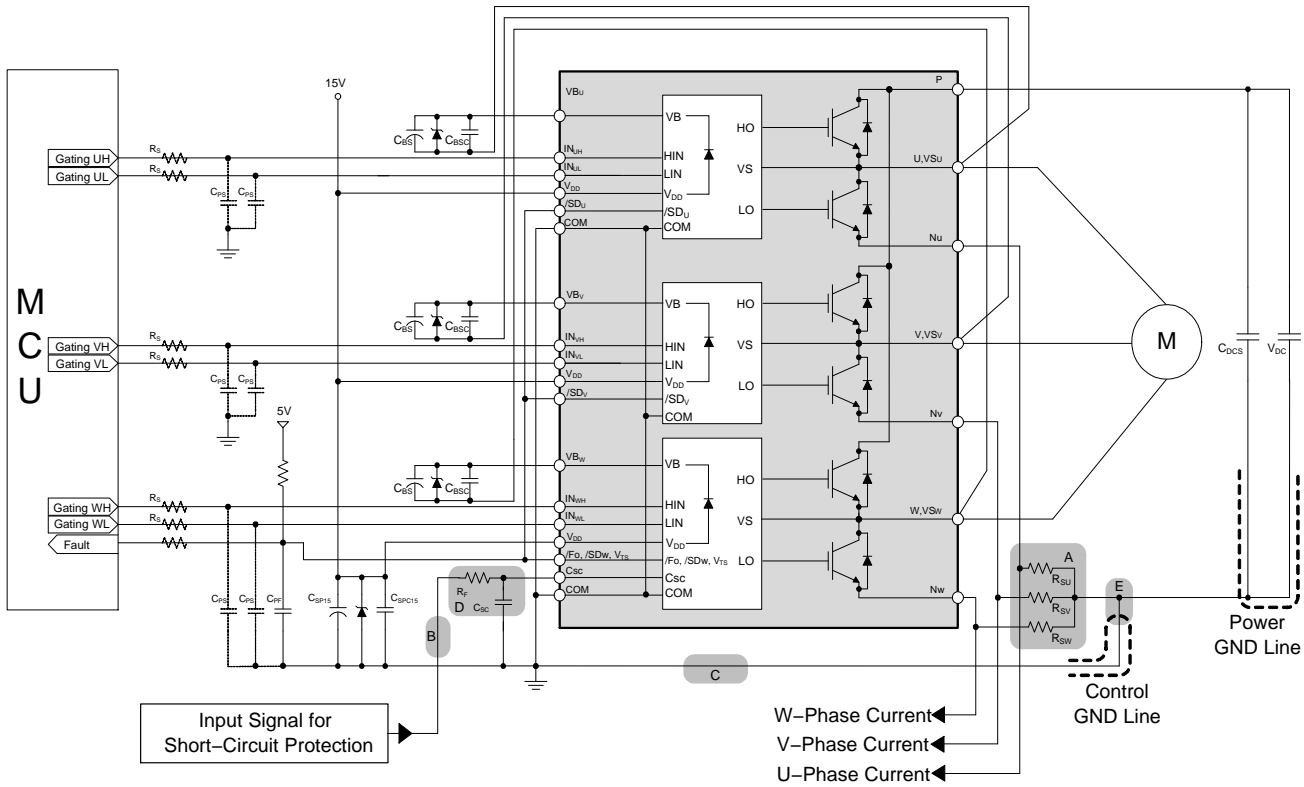 MCU
Gating UH
Gating UL
Gating VH
Gating VL
Gating WH
Gating WL
Fault
RS
RS
RS
RS
RS
RS
CPS
CPS
CPS
CPS
CPS
CPS
CPF
5V
15V
CSP15
CSPC15
CBS
CBSC
CBS
CBSC
CBS
CBSC
RF
D
CSC
B
Input Signal for
Short−Circuit Protection
VBU
INUH
INUL
VDD
/SDU
COM
VB
HIN
LIN
VDD
/SDU
COM
HO
VS
LO
VBV
INVH
INVL
VDD
/SDV
VB
HIN
LIN
VDD
/SDV
COM
HO
VS
LO
VBW
INWH
INWL
VDD
/Fo, /SDw, VTS
Csc
COM
VB
HIN
LIN
VDD
/Fo, /SDw, VTS
Csc
COM
HO
VS
LO
P
U,VSU
Nu
V,VSV
Nv
W,VSW
Nw
M
CDCS
VDC
A
RSU
RSV
RSW
E
C
Power
GND Line
Control
GND Line
W−Phase Current
V−Phase Current
U−Phase Current